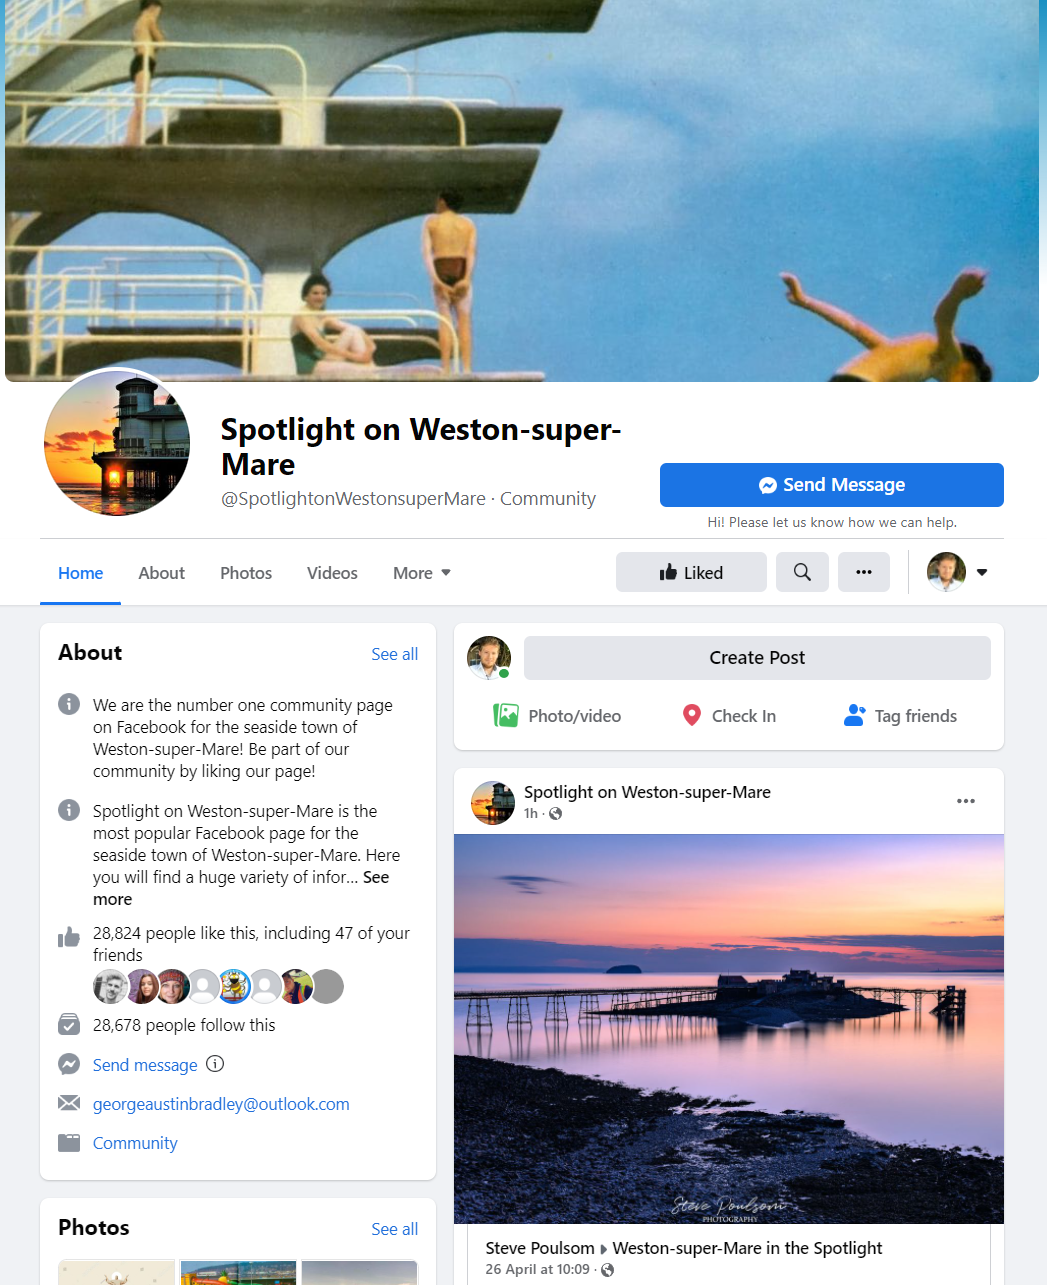 Spotlight on Weston-super-
Mare
@SpotlightonWestonsuperMare · Community
Send Message
Hi! Please let us know how we can help.
Home
About
Photos
Videos
More
Liked
About
See all
We are the number one community page
on Facebook for the seaside town of
Weston-super-Mare! Be part of our
community by liking our page!
Spotlight on Weston-super-Mare is the
most popular Facebook page for the
seaside town of Weston-super-Mare. Here
you will find a huge variety of infor... See
more
28,824 people like this, including 47 of your
friends
28,678 people follow this
Send message
georgeaustinbradley@outlook.com
Community
Photos
See all
Create Post
Photo/video
Check In
Tag friends
Spotlight on Weston-super-Mare
1h ·
Steve Poulsom
PHOTOGRAPHY
Steve Poulsom Weston-super-Mare in the Spotlight
26 April at 10:09 ·